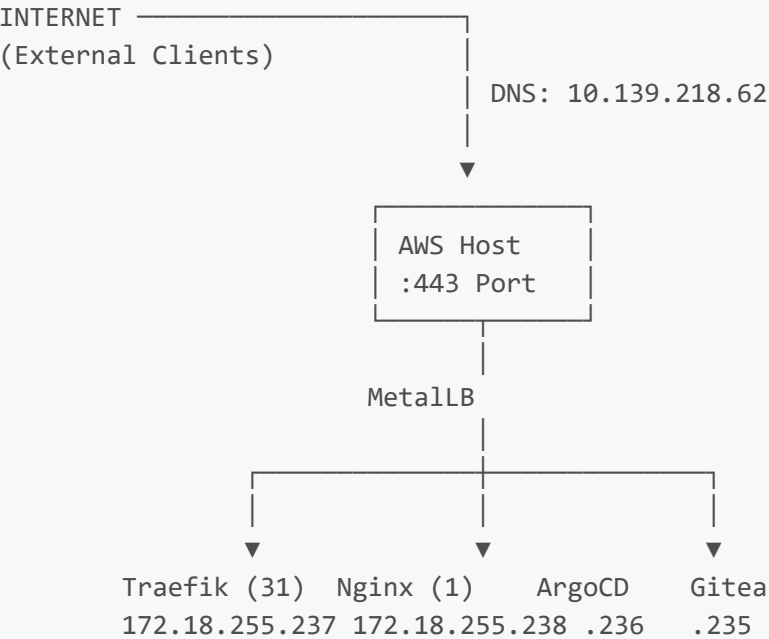 INTERNET
(External Clients)
DNS: 10.139.218.62
AWS Host
:443 Port
MetalLB
Traefik (31) Nginx (1) ArgoCD Gitea
172.18.255.237 172.18.255.238 .236 .235